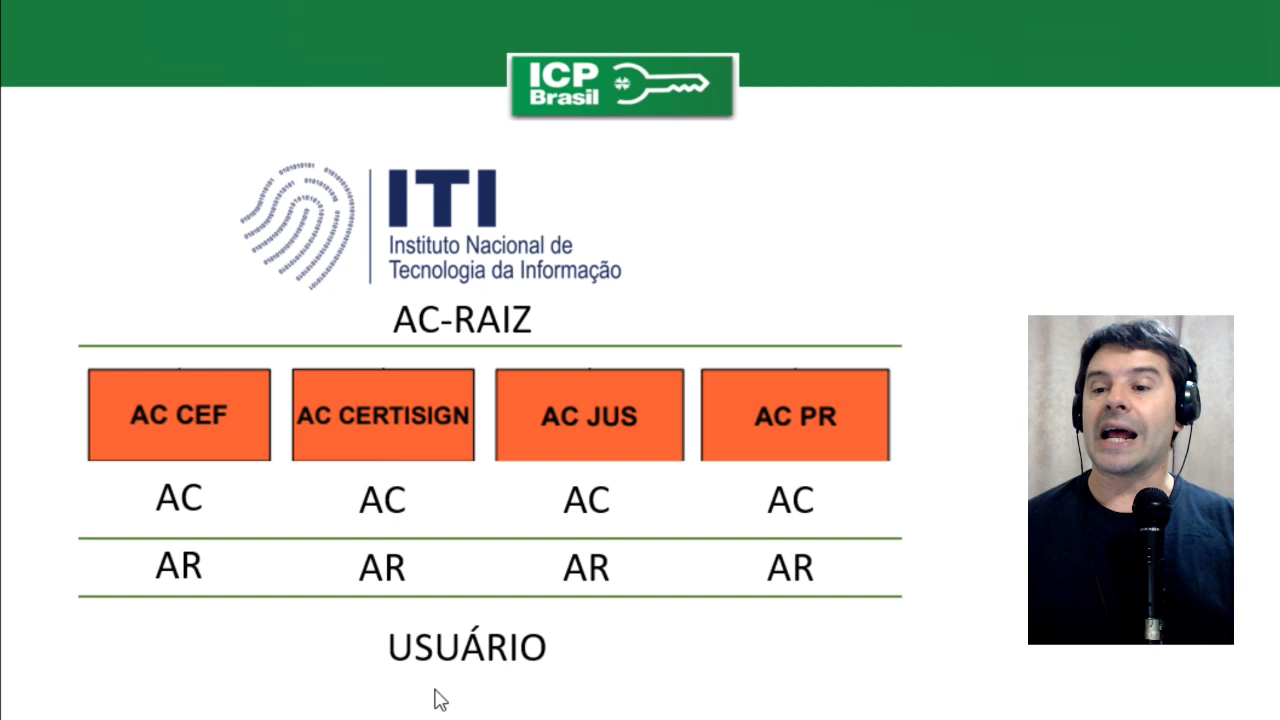 ICP
Brasil
ITI
Instituto Nacional de
Tecnologia da Informação
AC-RAIZ
AC CEF AC CERTISIGN AC JUS AC PR
AC AC AC AC
AR AR AR AR
USUÁRIO